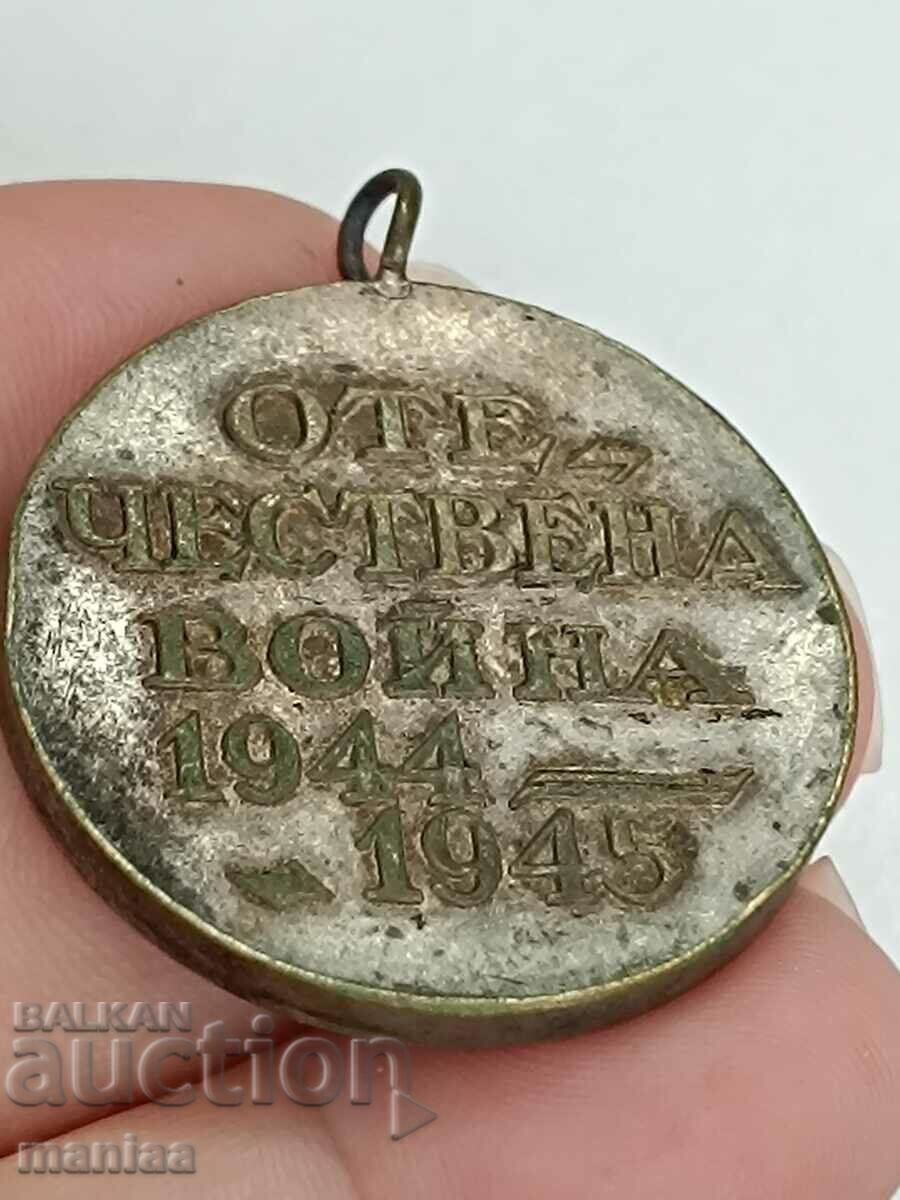 ОТЕ-
ЧЕСТВЕНА
ВОЙНА
1944 —
1945
BALKAN
auction
maniaa